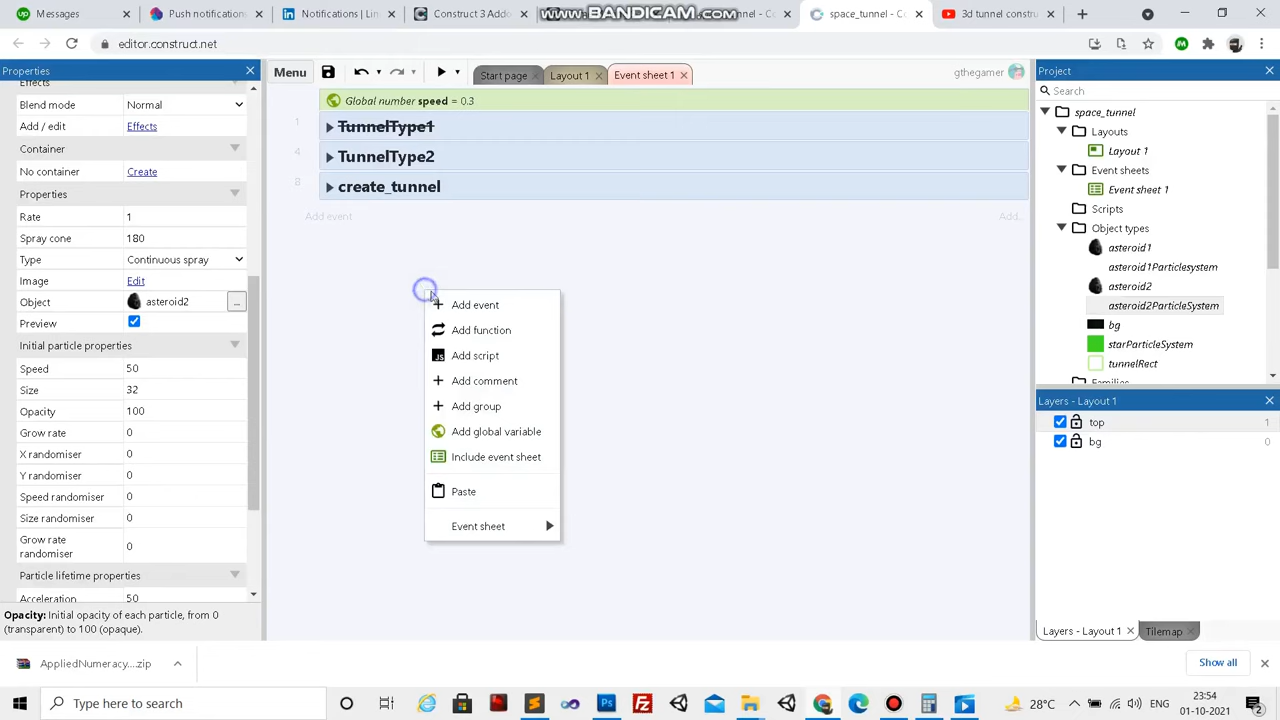 Messages
Push notifications
Notifications | Lin
Construct 3 Addo
www.BANDICAM.com
nnel - Ce
space_tunnel - C
3d tunnel constru
editor.construct.net
Properties
Menu
Start page
Layout 1
Event sheet 1
gthegamer
Project
Effects
Blend mode Normal
Add / edit Effects
Container
No container Create
Properties
Rate 1
Spray cone 180
Type Continuous spray
Image Edit
Object asteroid2 ...
Preview
Initial particle properties
Speed 50
Size 32
Opacity 100
Grow rate 0
X randomiser 0
Y randomiser 0
Speed randomiser 0
Size randomiser 0
Grow rate randomiser 0
Particle lifetime properties
Acceleration 50
Opacity: Initial opacity of each particle, from 0
(transparent) to 100 (opaque).
Global number speed = 0.3
1 TunnelType1
4 TunnelType2
8 create_tunnel
Add event Add...
Add event
Add function
JS Add script
Add comment
Add group
Add global variable
Include event sheet
Paste
Event sheet
Search
space_tunnel
Layouts
Layout 1
Event sheets
Event sheet 1
Scripts
Object types
asteroid1
asteroid1Particlesystem
asteroid2
asteroid2ParticleSystem
bg
starParticleSystem
tunnelRect
Families
Layers - Layout 1
top 1
bg 0
Layers - Layout 1
Tilemap
AppliedNumeracy....zip
Show all
Type here to search
28°C
ENG
23:54
01-10-2021
2